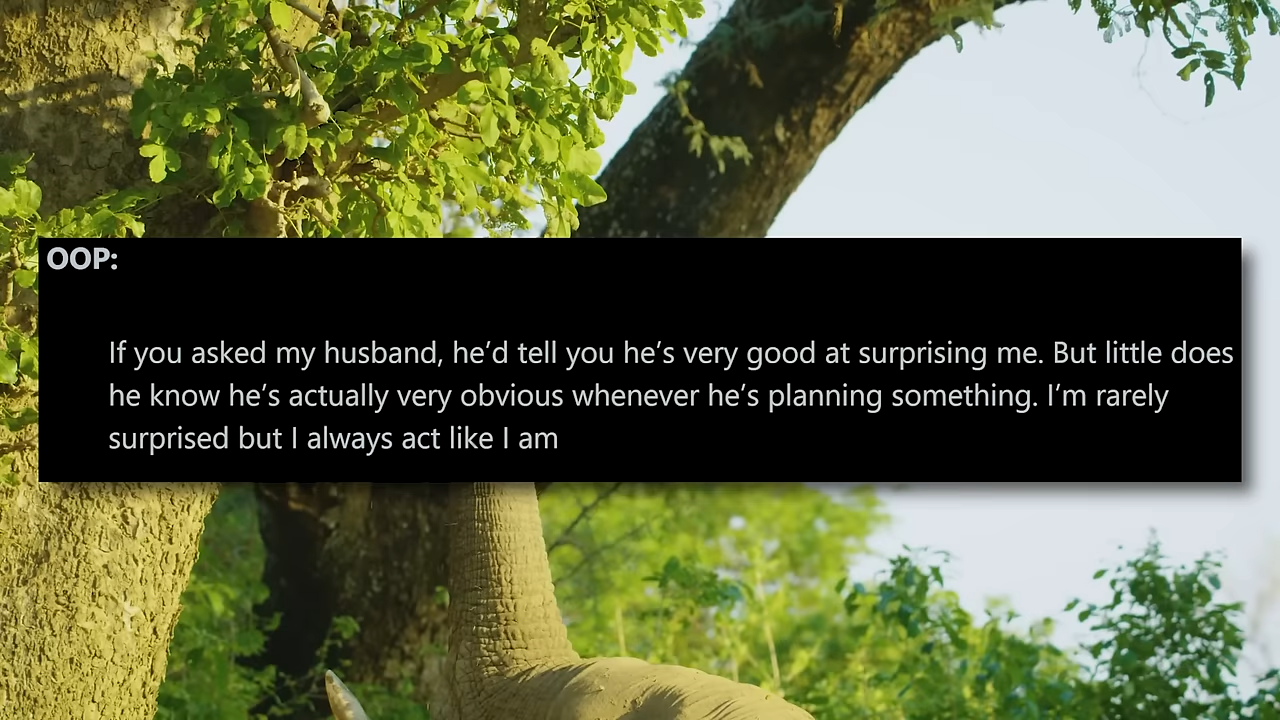 OOP:
If you asked my husband, he’d tell you he’s very good at surprising me. But little does
he know he’s actually very obvious whenever he’s planning something. I’m rarely
surprised but I always act like I am